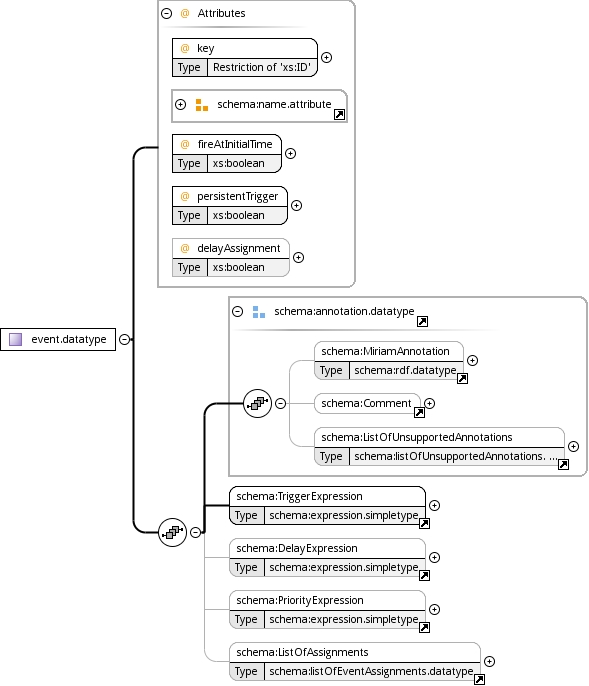 @ Attributes
@ key
Type Restriction of 'xs:ID'
schema:name.attribute
@ fireAtInitialTime
Type xs:boolean
@ persistentTrigger
Type xs:boolean
@ delayAssignment
Type xs:boolean
event.datatype
schema:annotation.datatype
schema:MiriamAnnotation
Type schema:rdf.datatype
schema:Comment
schema:ListOfUnsupportedAnnotations
Type schema:listOfUnsupportedAnnotations. ...
schema:TriggerExpression
Type schema:expression.simpletype
schema:DelayExpression
Type schema:expression.simpletype
schema:PriorityExpression
Type schema:expression.simpletype
schema:ListOfAssignments
Type schema:listOfEventAssignments.datatype